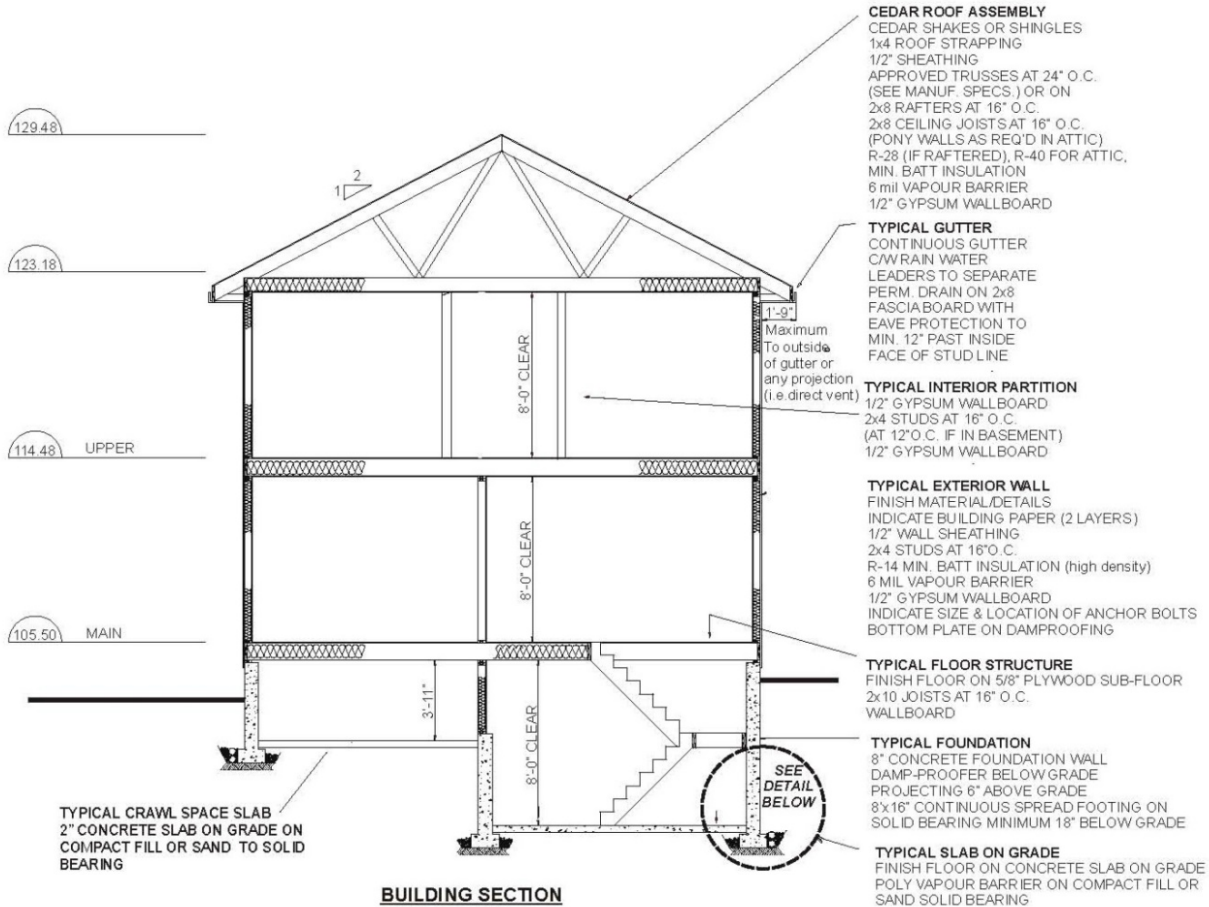 CEDAR ROOF ASSEMBLY
CEDAR SHAKES OR SHINGLES
1x4 ROOF STRAPPING
1/2" SHEATHING
APPROVED TRUSSES AT 24" O.C.
(SEE MANUF. SPECS.) OR ON
2x8 RAFTERS AT 16" O.C.
2x8 CEILING JOISTS AT 16" O.C.
(PONY WALLS AS REQ'D IN ATTIC)
R-28 (IF RAFTERED), R-40 FOR ATTIC,
MIN. BATT INSULATION
6 mil VAPOUR BARRIER
1/2" GYPSUM WALLBOARD
129.48
2
1
123.18
TYPICAL GUTTER
CONTINUOUS GUTTER
C/W RAIN WATER
LEADERS TO SEPARATE
PERM. DRAIN ON 2x8
FASCIA BOARD WITH
EAVE PROTECTION TO
MIN. 12" PAST INSIDE
FACE OF STUD LINE
1'-9"
Maximum
To outside
of gutter or
any projection
(i.e.direct vent)
8'-0" CLEAR
TYPICAL INTERIOR PARTITION
1/2" GYPSUM WALLBOARD
2x4 STUDS AT 16" O.C.
(AT 12"O.C. IF IN BASEMENT)
1/2" GYPSUM WALLBOARD
114.48 UPPER
TYPICAL EXTERIOR WALL
FINISH MATERIAL/DETAILS
INDICATE BUILDING PAPER (2 LAYERS)
1/2" WALL SHEATHING
2x4 STUDS AT 16"O.C.
R-14 MIN. BATT INSULATION (high density)
6 MIL VAPOUR BARRIER
1/2" GYPSUM WALLBOARD
INDICATE SIZE & LOCATION OF ANCHOR BOLTS
BOTTOM PLATE ON DAMPROOFING
8'-0" CLEAR
105.50 MAIN
TYPICAL FLOOR STRUCTURE
FINISH FLOOR ON 5/8" PLYWOOD SUB-FLOOR
2x10 JOISTS AT 16" O.C.
WALLBOARD
3'-11"
8'-0" CLEAR
TYPICAL FOUNDATION
8" CONCRETE FOUNDATION WALL
DAMP-PROOFER BELOW GRADE
PROJECTING 6" ABOVE GRADE
8'x16" CONTINUOUS SPREAD FOOTING ON
SOLID BEARING MINIMUM 18" BELOW GRADE
SEE
DETAIL
BELOW
TYPICAL CRAWL SPACE SLAB
2" CONCRETE SLAB ON GRADE ON
COMPACT FILL OR SAND TO SOLID
BEARING
TYPICAL SLAB ON GRADE
FINISH FLOOR ON CONCRETE SLAB ON GRADE
POLY VAPOUR BARRIER ON COMPACT FILL OR
SAND SOLID BEARING
BUILDING SECTION